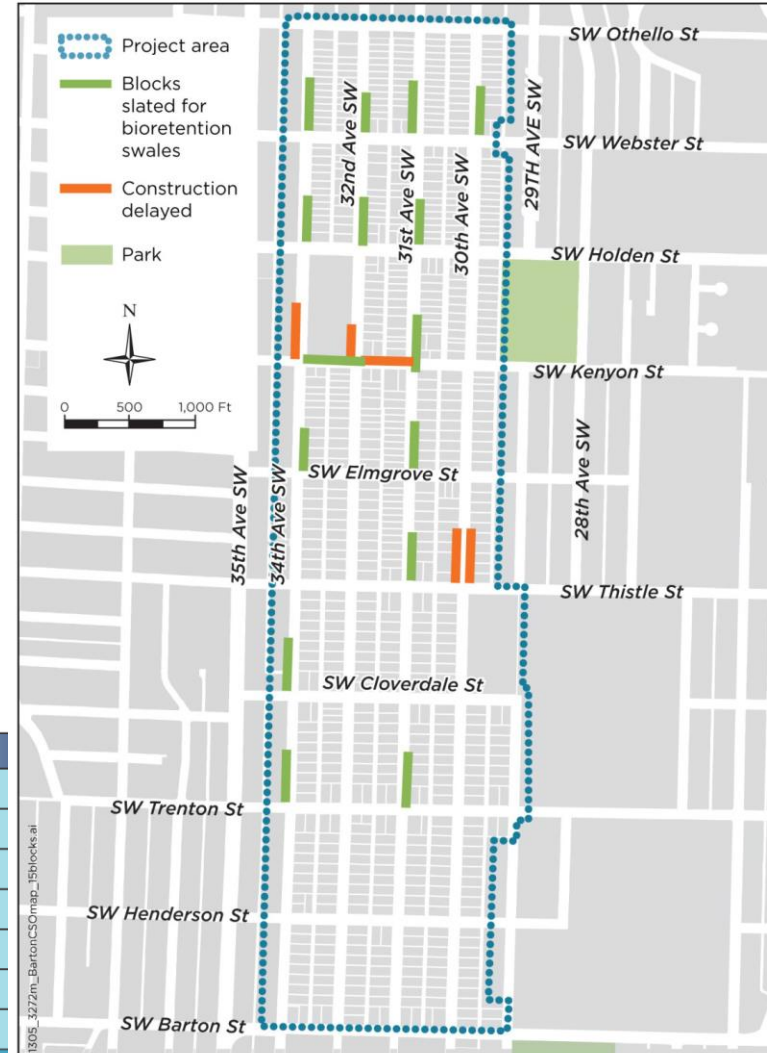 Project area
Blocks
slated for
bioretention
swales
Construction
delayed
Park
N
0 500 1,000 Ft
SW Othello St
32nd Ave SW
31st Ave SW
30th Ave SW
29TH AVE SW
SW Webster St
SW Holden St
SW Kenyon St
SW Elmgrove St
28th Ave SW
35th Ave SW
34th Ave SW
SW Thistle St
SW Cloverdale St
SW Trenton St
SW Henderson St
SW Barton St
1305_3272m_BartonCSOmap_15blocks.ai